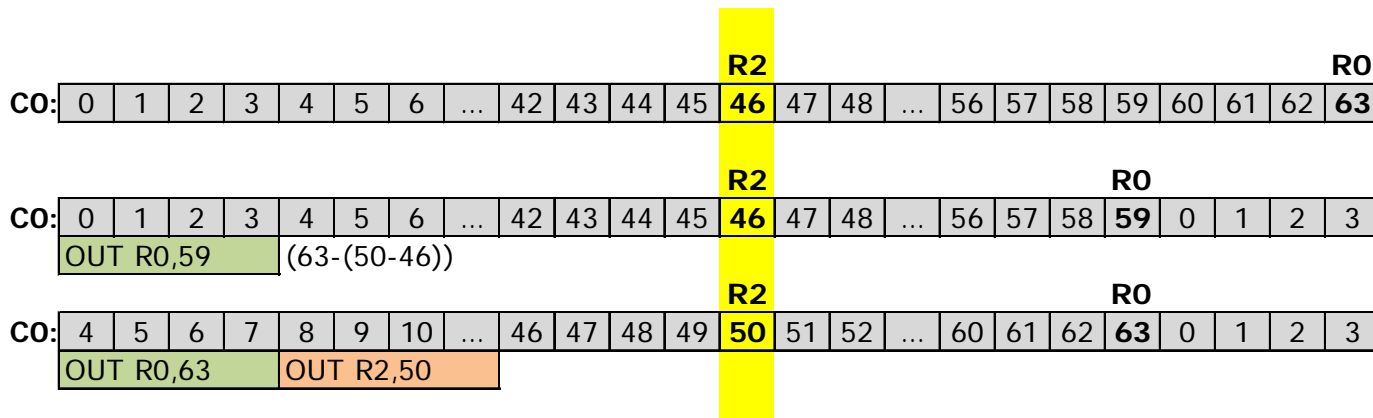 R2 R0
C0: 0 1 2 3 4 5 6 ... 42 43 44 45 46 47 48 ... 56 57 58 59 60 61 62 63
R2 R0
C0: 0 1 2 3 4 5 6 ... 42 43 44 45 46 47 48 ... 56 57 58 59 0 1 2 3
OUT R0,59 (63-(50-46))
R2 R0
C0: 4 5 6 7 8 9 10 ... 46 47 48 49 50 51 52 ... 60 61 62 63 0 1 2 3
OUT R0,63 OUT R2,50